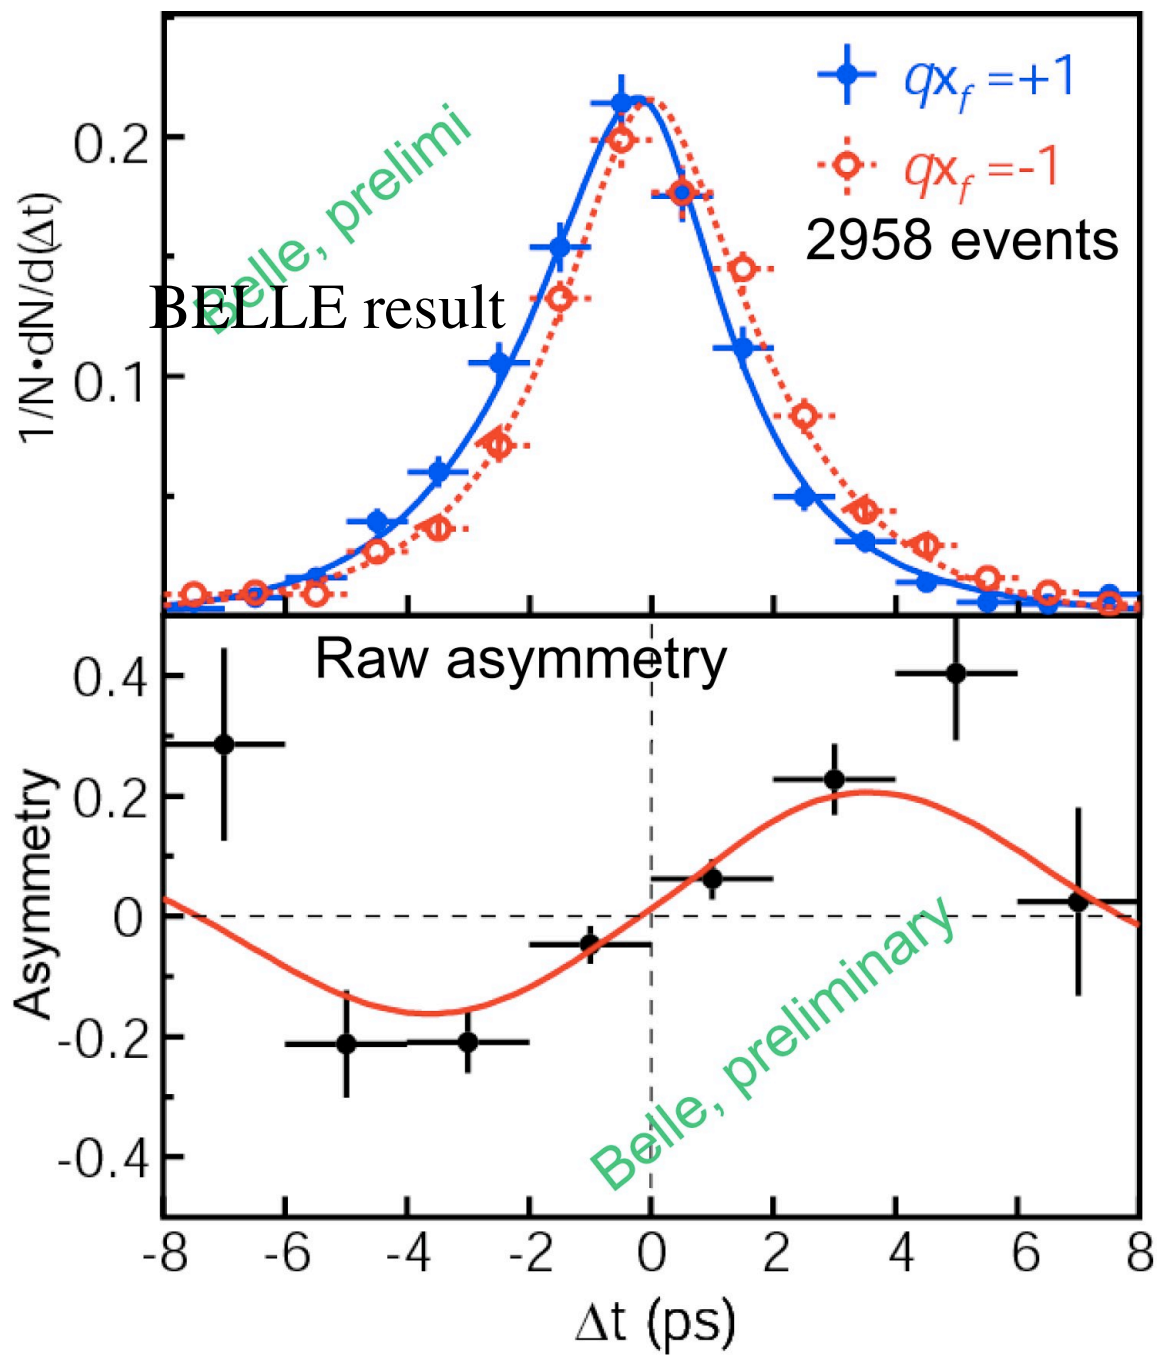 qx_f =+1
qx_f =-1
2958 events
Belle, prelimi
BELLE result
1/N•dN/d(Δt)
0.2
0.1
Raw asymmetry
Asymmetry
0.4
0.2
0
-0.2
-0.4
Belle, preliminary
-8 -6 -4 -2 0 2 4 6 8
Δt (ps)